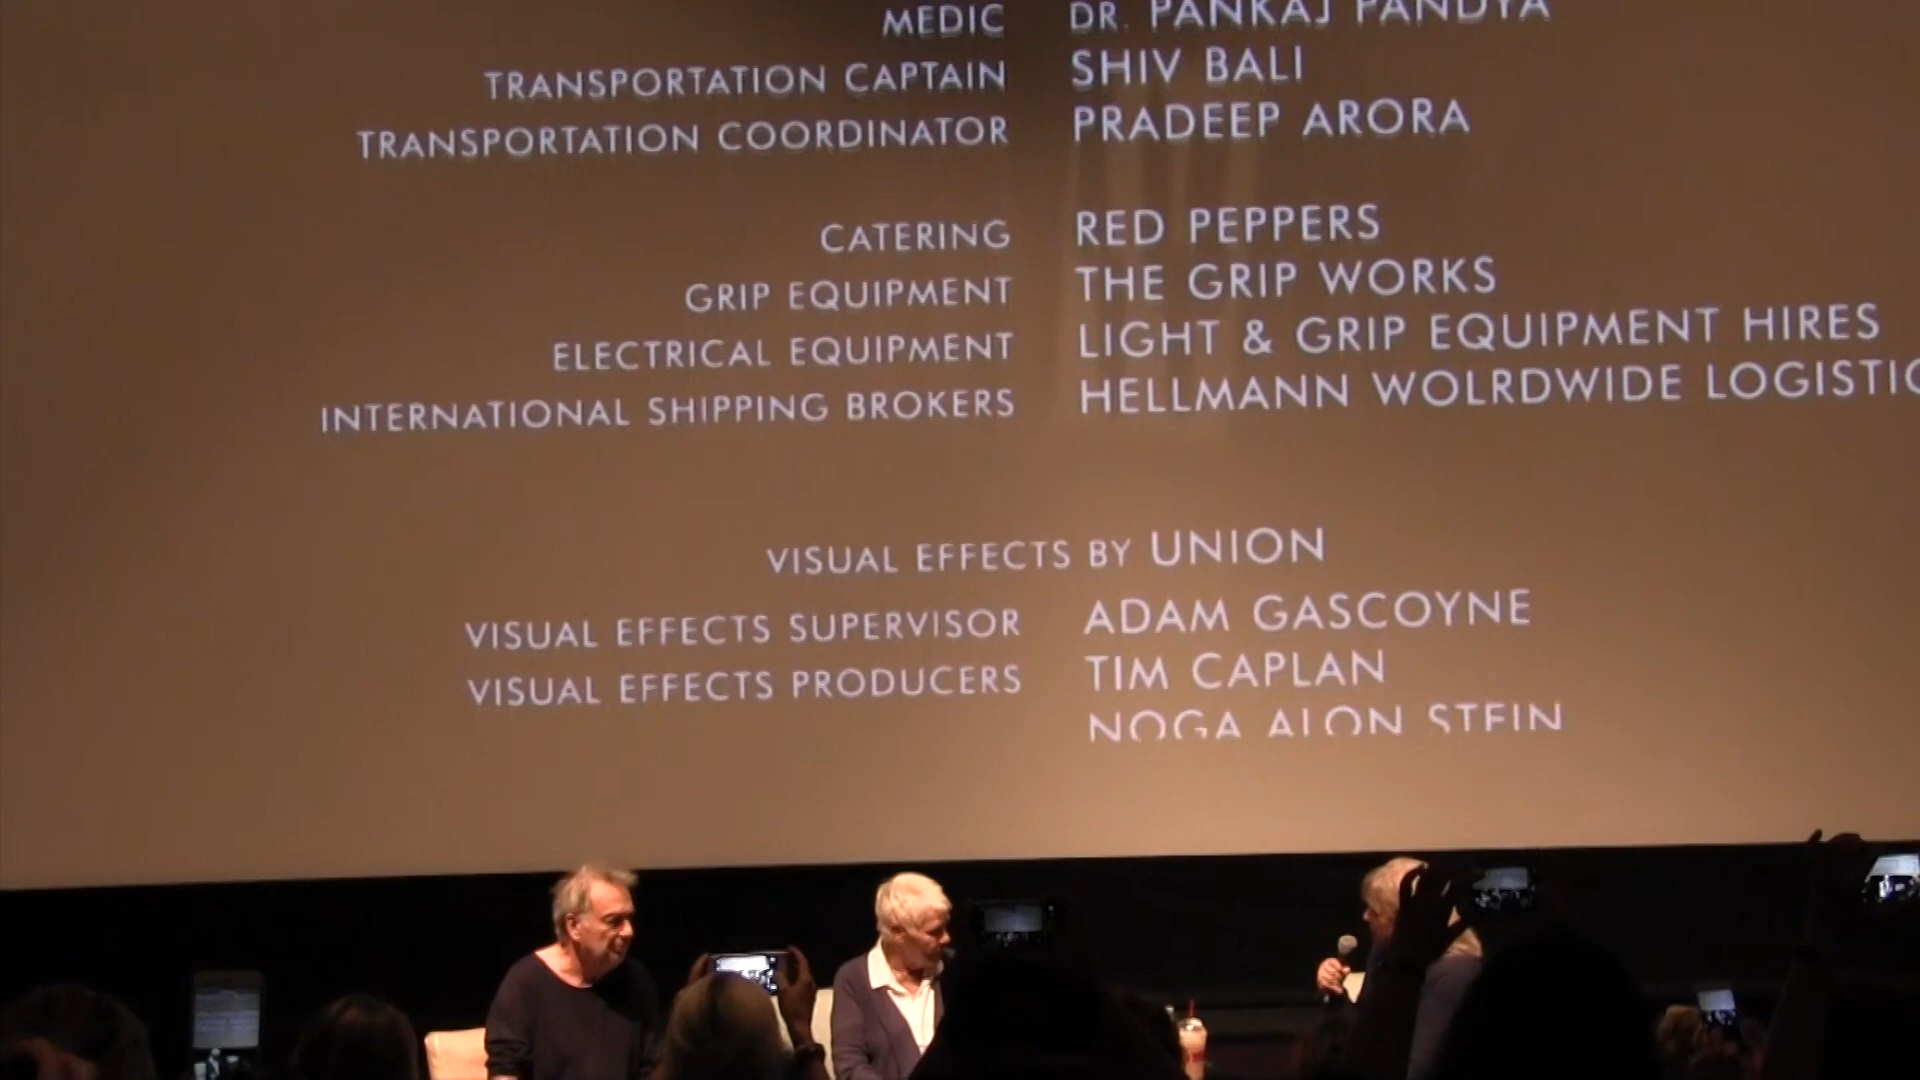 MEDIC DR. PANKAJ PANDYA
TRANSPORTATION CAPTAIN SHIV BALI
TRANSPORTATION COORDINATOR PRADEEP ARORA
CATERING RED PEPPERS
GRIP EQUIPMENT THE GRIP WORKS
ELECTRICAL EQUIPMENT LIGHT & GRIP EQUIPMENT HIRES
INTERNATIONAL SHIPPING BROKERS HELLMANN WOLRDWIDE LOGISTIC
VISUAL EFFECTS BY UNION
VISUAL EFFECTS SUPERVISOR ADAM GASCOYNE
VISUAL EFFECTS PRODUCERS TIM CAPLAN
NOGA ALON STEIN